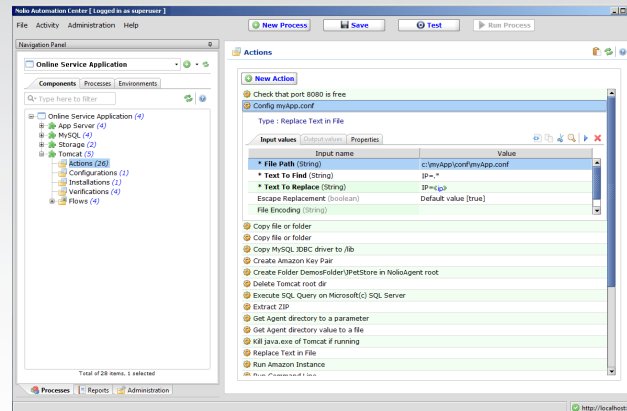 Nolio Automation Center [ Logged in as superuser ]
File Activity Administration Help
New Process Save Test Run Process
Navigation Panel
Online Service Application
Components Processes Environments
Type here to filter
Online Service Application (4)
App Server (4)
MySQL (4)
Storage (2)
Tomcat (5)
Actions (26)
Configurations (1)
Installations (1)
Verifications (4)
Flows (4)
Total of 28 items. 1 selected
Processes Reports Administration
Actions
New Action
Check that port 8080 is free
Config myApp.conf
Type : Replace Text in File
Input values Output values Properties
Input name Value
* File Path (String) c:\myApp\conf\myApp.conf
* Text To Find (String) IP=.*
* Text To Replace (String) IP=<ip>
Escape Replacement (boolean) Default value [true]
File Encoding (String)
Copy file or folder
Copy file or folder
Copy MySQL JDBC driver to /lib
Create Amazon Key Pair
Create Folder DemosFolder\JPetStore in NolioAgent root
Delete Tomcat root dir
Execute SQL Query on Microsoft(c) SQL Server
Extract ZIP
Get Agent directory to a parameter
Get Agent directory value to a file
Kill java.exe of Tomcat if running
Replace Text in File
Run Amazon Instance
Run Command Line
http://localhost: